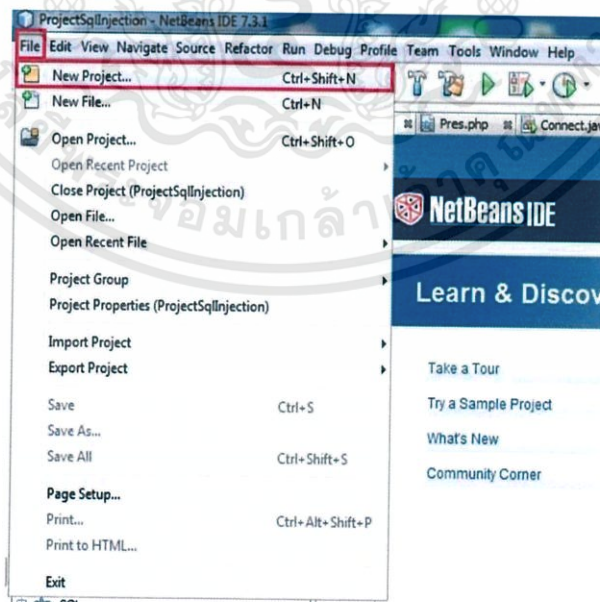 ProjectSqlInjection - NetBeans IDE 7.3.1
File Edit View Navigate Source Refactor Run Debug Profile Team Tools Window Help
New Project... Ctrl+Shift+N
New File... Ctrl+N
Pres.php Connect.jav
Open Project... Ctrl+Shift+O
Open Recent Project
Close Project (ProjectSqlInjection)
Open File...
Open Recent File
NetBeans IDE
Project Group
Project Properties (ProjectSqlInjection)
Learn & Discov
Import Project
Export Project
Take a Tour
Save Ctrl+S
Try a Sample Project
Save As...
What's New
Save All Ctrl+Shift+S
Community Corner
Page Setup...
Print... Ctrl+Alt+Shift+P
Print to HTML...
Exit